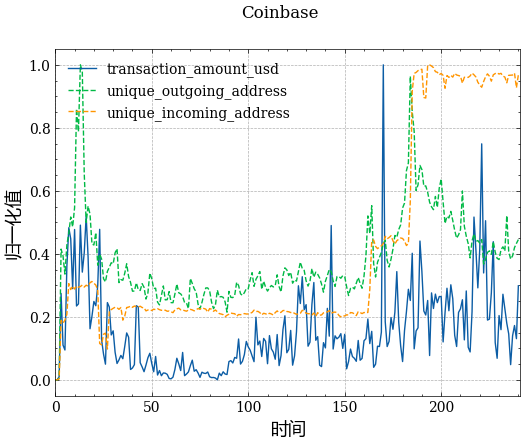 Coinbase
transaction_amount_usd
unique_outgoing_address
unique_incoming_address
归一化值
1.0
0.8
0.6
0.4
0.2
0.0
0 50 100 150 200
时间